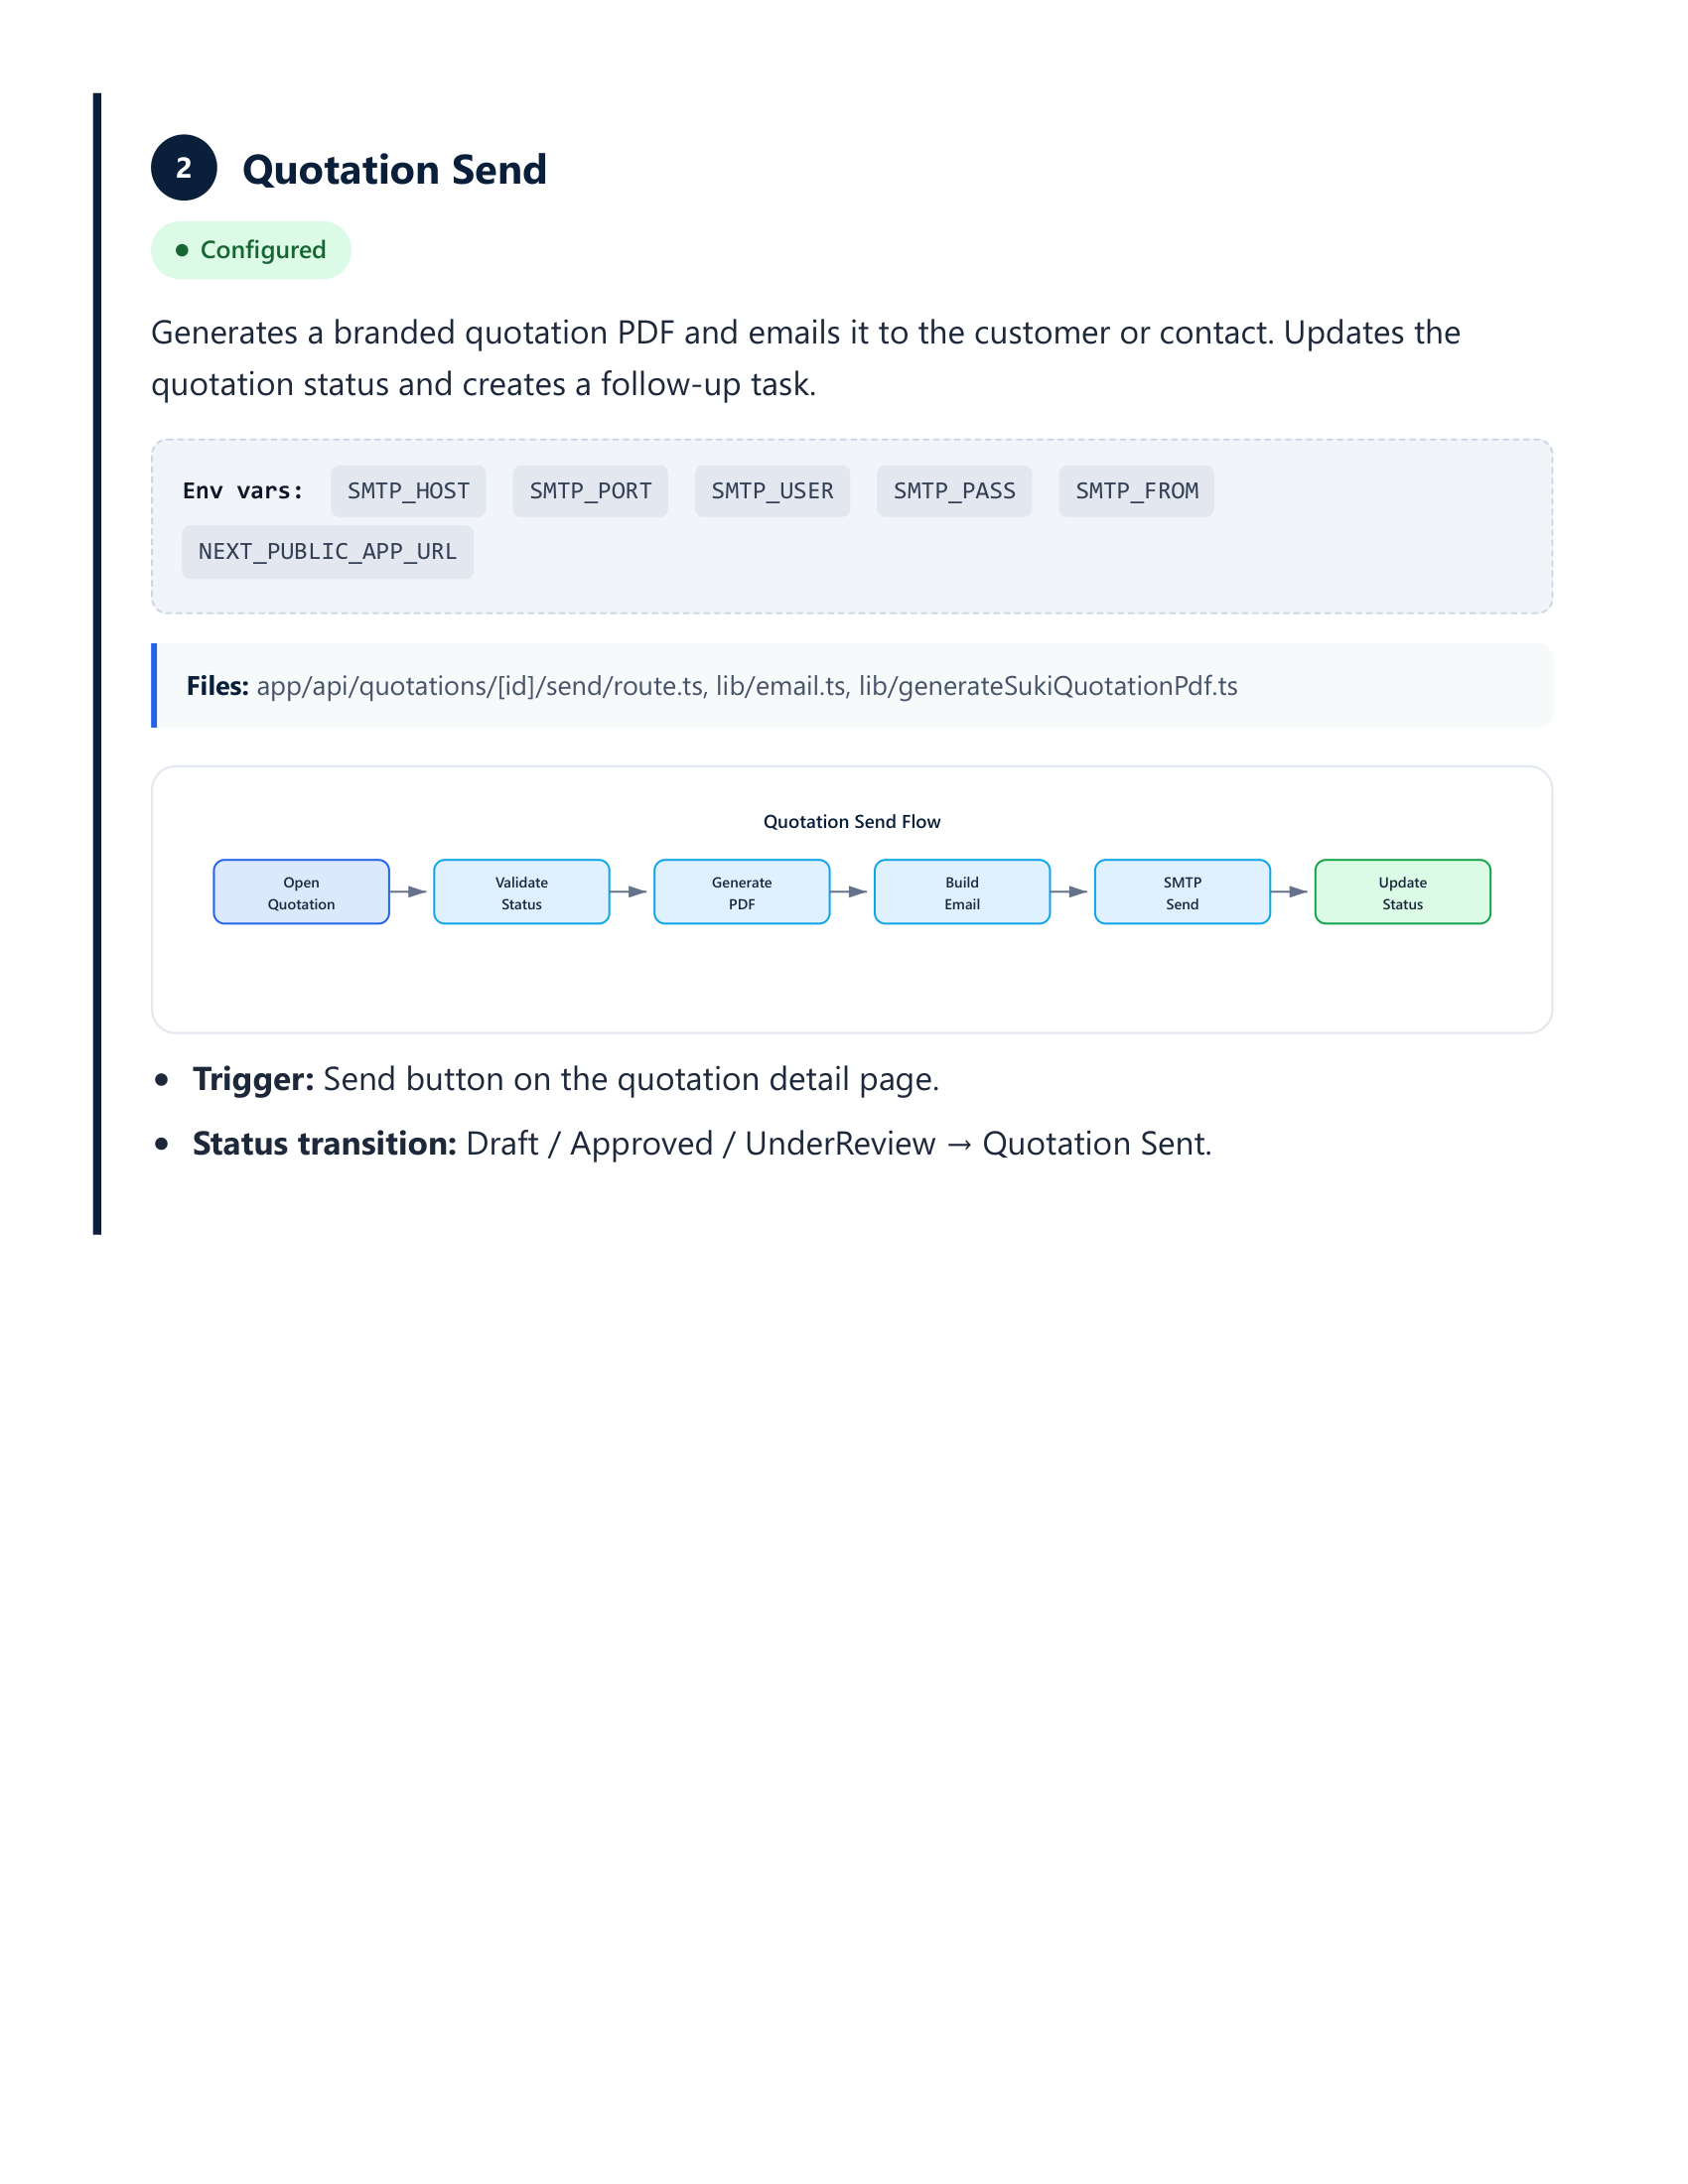 2 Quotation Send
● Configured
Generates a branded quotation PDF and emails it to the customer or contact. Updates the
quotation status and creates a follow-up task.
Env vars: SMTP_HOST SMTP_PORT SMTP_USER SMTP_PASS SMTP_FROM
NEXT_PUBLIC_APP_URL
Files: app/api/quotations/[id]/send/route.ts, lib/email.ts, lib/generateSukiQuotationPdf.ts
Quotation Send Flow
Open
Quotation
Validate
Status
Generate
PDF
Build
Email
SMTP
Send
Update
Status
● Trigger: Send button on the quotation detail page.
● Status transition: Draft / Approved / UnderReview → Quotation Sent.